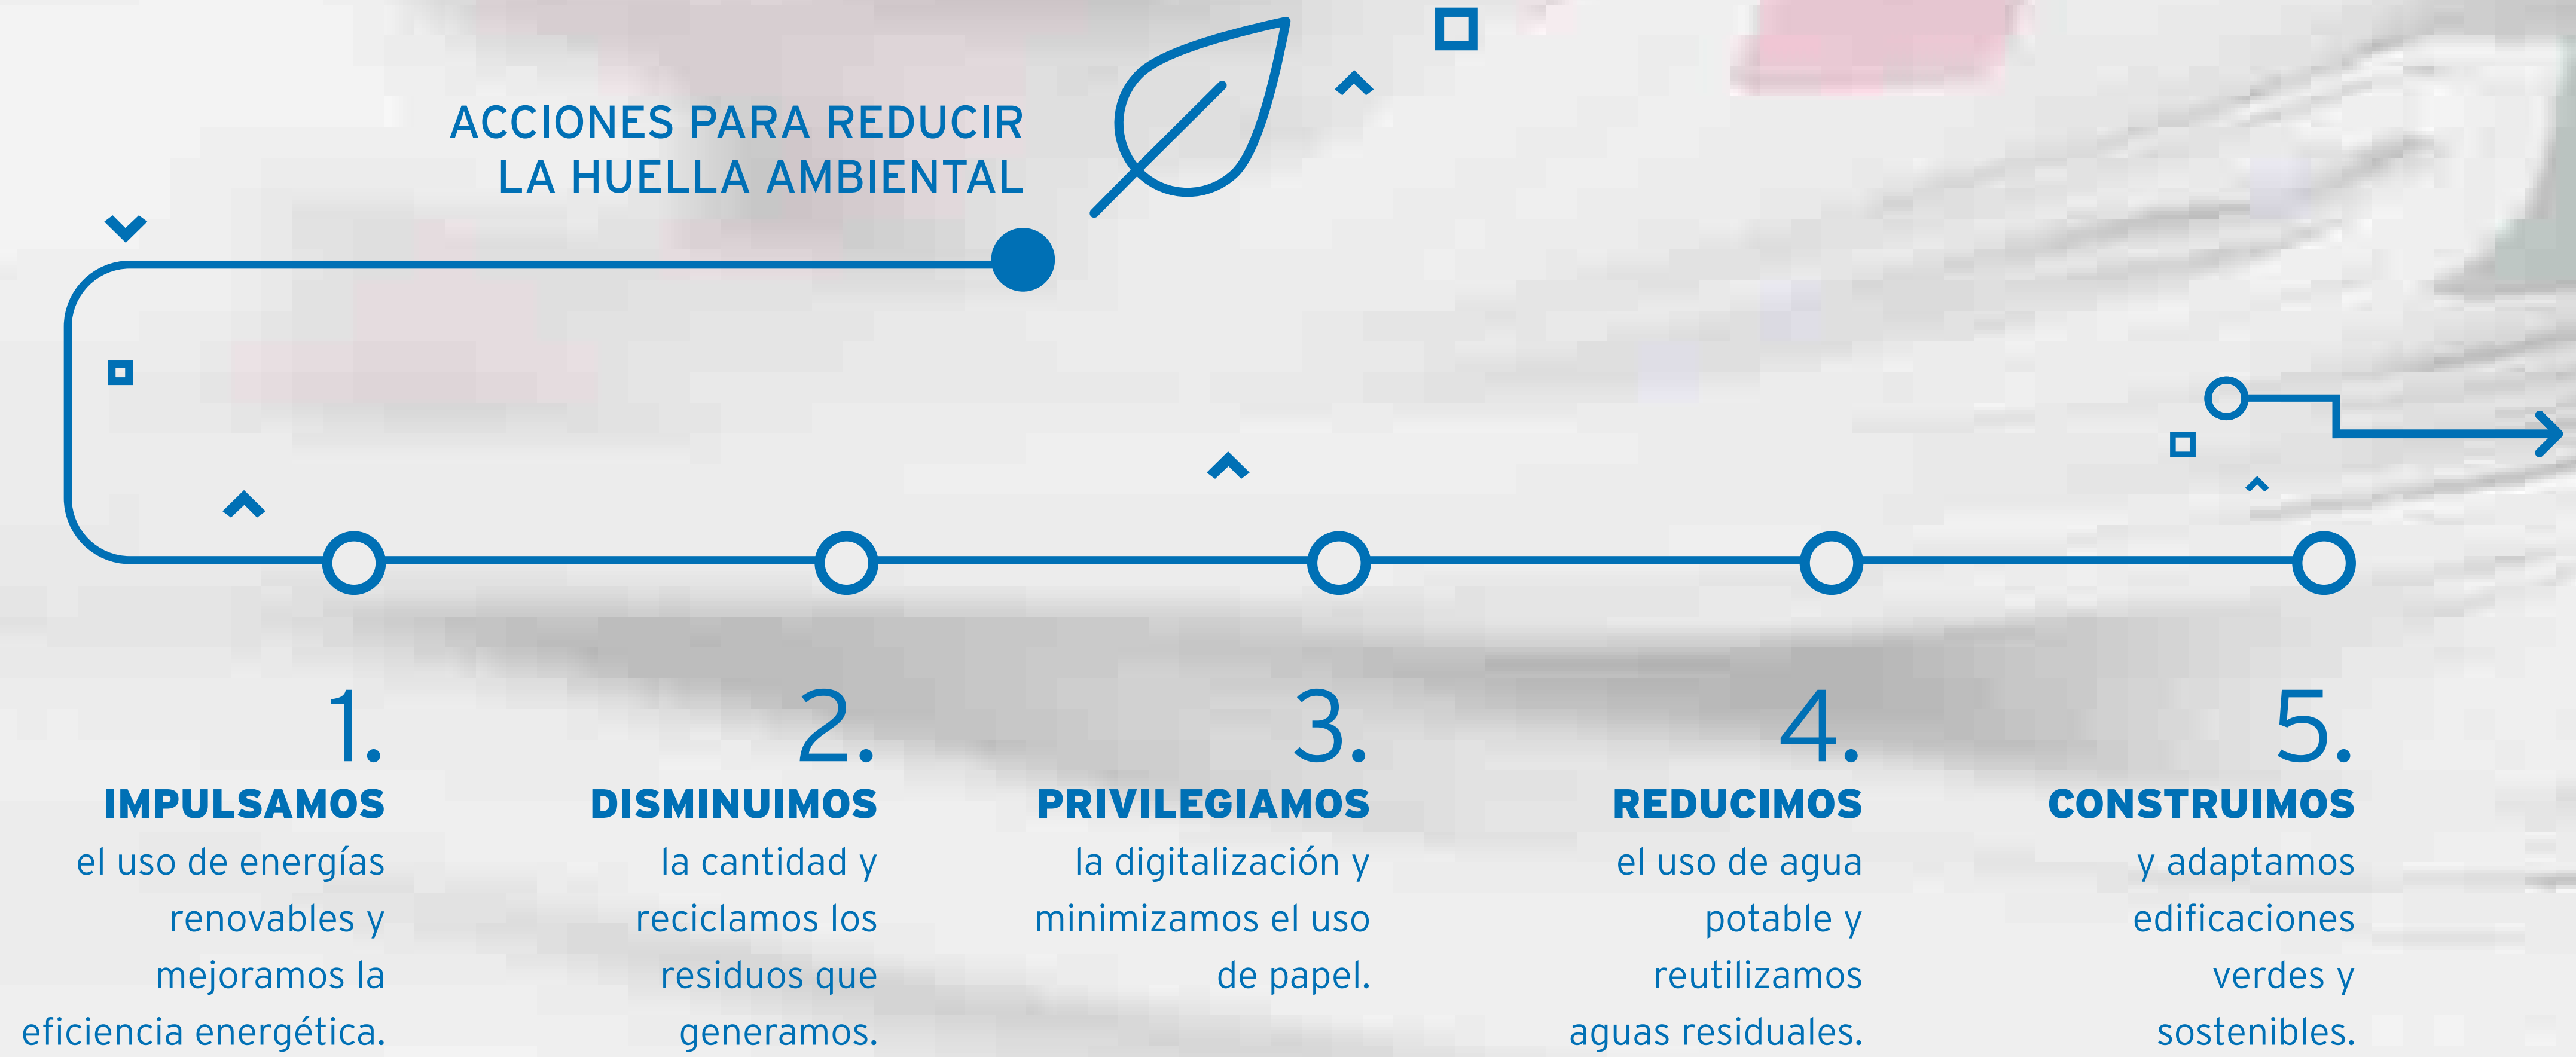 ACCIONES PARA REDUCIR
LA HUELLA AMBIENTAL
1.
IMPULSAMOS
el uso de energías
renovables y
mejoramos la
eficiencia energética.
2.
DISMINUIMOS
la cantidad y
reciclamos los
residuos que
generamos.
3.
PRIVILEGIAMOS
la digitalización y
minimizamos el uso
de papel.
4.
REDUCIMOS
el uso de agua
potable y
reutilizamos
aguas residuales.
5.
CONSTRUIMOS
y adaptamos
edificaciones
verdes y
sostenibles.